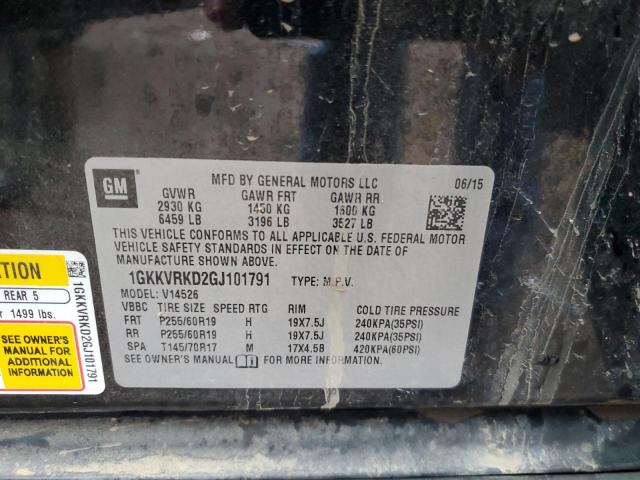 GM
MFD BY GENERAL MOTORS LLC
06/15
GVWR GAWR FRT GAWR RR
2930 KG 1450 KG 1600 KG
6459 LB 3196 LB 3527 LB
THIS VEHICLE CONFORMS TO ALL APPLICABLE U.S. FEDERAL MOTOR
VEHICLE SAFETY STANDARDS IN EFFECT ON THE DATE OF
MANUFACTURE SHOWN ABOVE.
1GKKVRKD2GJ101791 TYPE: M.P.V.
MODEL: V14526
VBBC TIRE SIZE SPEED RTG RIM COLD TIRE PRESSURE
FRT P255/60R19 H 19X7.5J 240KPA(35PSI)
RR P255/60R19 H 19X7.5J 240KPA(35PSI)
SPA T145/70R17 M 17X4.5B 420KPA(60PSI)
SEE OWNER'S MANUAL FOR MORE INFORMATION.
REAR 5
r 1499 lbs.
SEE OWNER'S
MANUAL FOR
ADDITIONAL
INFORMATION
1GKKVRKD2GJ101791